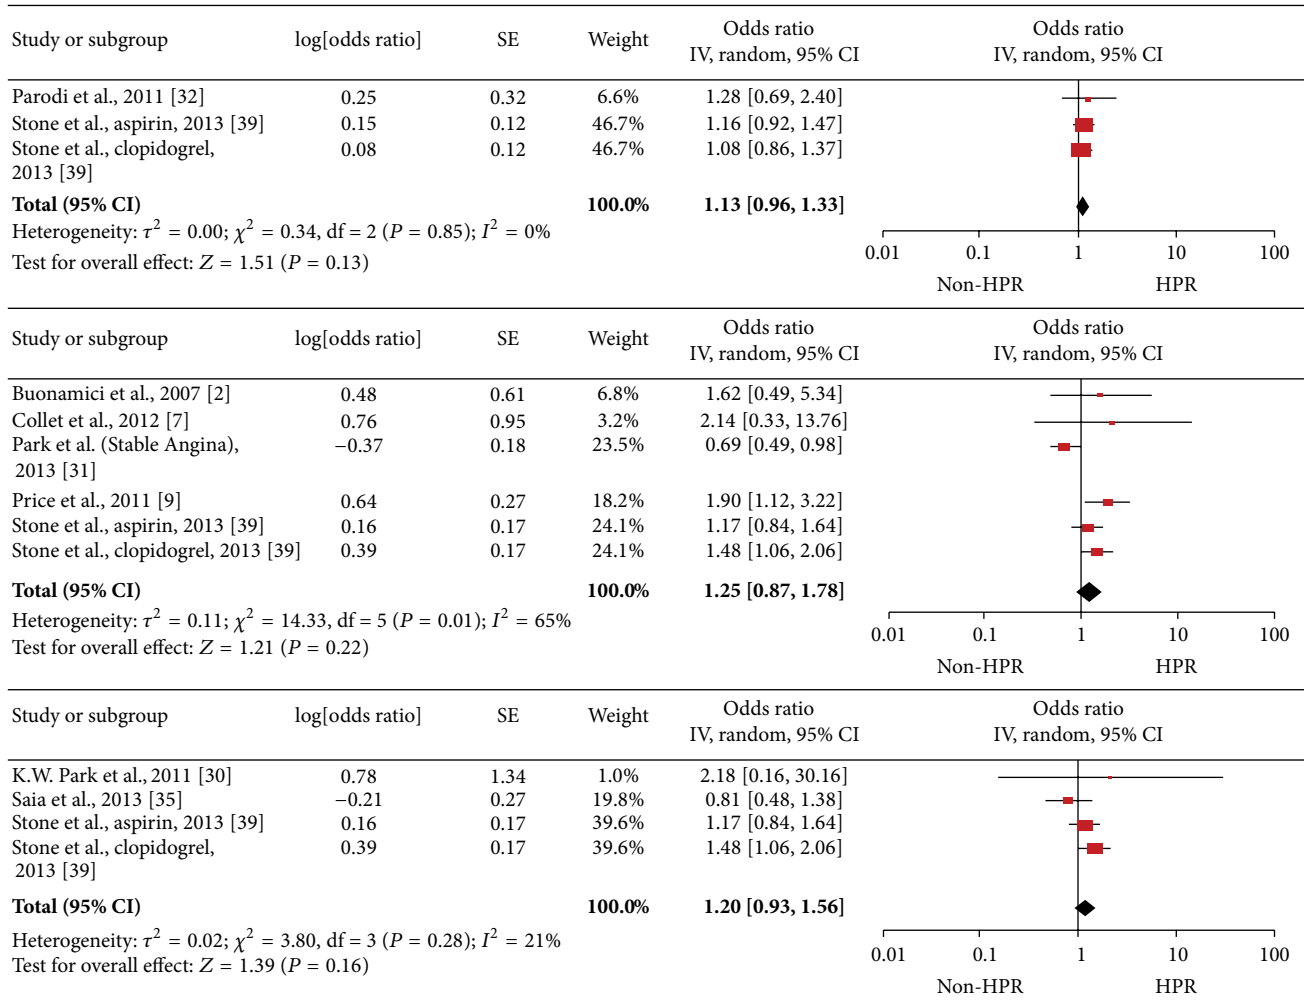 Study or subgroup log[odds ratio] SE Weight Odds ratio Odds ratio
IV, random, 95% CI IV, random, 95% CI
Parodi et al., 2011 [32] 0.25 0.32 6.6% 1.28 [0.69, 2.40]
Stone et al., aspirin, 2013 [39] 0.15 0.12 46.7% 1.16 [0.92, 1.47]
Stone et al., clopidogrel, 0.08 0.12 46.7% 1.08 [0.86, 1.37]
2013 [39]
Total (95% CI) 100.0% 1.13 [0.96, 1.33]
Heterogeneity: τ² = 0.00; χ² = 0.34, df = 2 (P = 0.85); I² = 0%
0.01 0.1 1 10 100
Test for overall effect: Z = 1.51 (P = 0.13)
Non-HPR HPR
Study or subgroup log[odds ratio] SE Weight Odds ratio Odds ratio
IV, random, 95% CI IV, random, 95% CI
Buonamici et al., 2007 [2] 0.48 0.61 6.8% 1.62 [0.49, 5.34]
Collet et al., 2012 [7] 0.76 0.95 3.2% 2.14 [0.33, 13.76]
Park et al. (Stable Angina), −0.37 0.18 23.5% 0.69 [0.49, 0.98]
2013 [31]
Price et al., 2011 [9] 0.64 0.27 18.2% 1.90 [1.12, 3.22]
Stone et al., aspirin, 2013 [39] 0.16 0.17 24.1% 1.17 [0.84, 1.64]
Stone et al., clopidogrel, 2013 [39] 0.39 0.17 24.1% 1.48 [1.06, 2.06]
Total (95% CI) 100.0% 1.25 [0.87, 1.78]
Heterogeneity: τ² = 0.11; χ² = 14.33, df = 5 (P = 0.01); I² = 65%
0.01 0.1 1 10 100
Test for overall effect: Z = 1.21 (P = 0.22)
Non-HPR HPR
Study or subgroup log[odds ratio] SE Weight Odds ratio Odds ratio
IV, random, 95% CI IV, random, 95% CI
K.W. Park et al., 2011 [30] 0.78 1.34 1.0% 2.18 [0.16, 30.16]
Saia et al., 2013 [35] −0.21 0.27 19.8% 0.81 [0.48, 1.38]
Stone et al., aspirin, 2013 [39] 0.16 0.17 39.6% 1.17 [0.84, 1.64]
Stone et al., clopidogrel, 0.39 0.17 39.6% 1.48 [1.06, 2.06]
2013 [39]
Total (95% CI) 100.0% 1.20 [0.93, 1.56]
Heterogeneity: τ² = 0.02; χ² = 3.80, df = 3 (P = 0.28); I² = 21%
0.01 0.1 1 10 100
Test for overall effect: Z = 1.39 (P = 0.16)
Non-HPR HPR